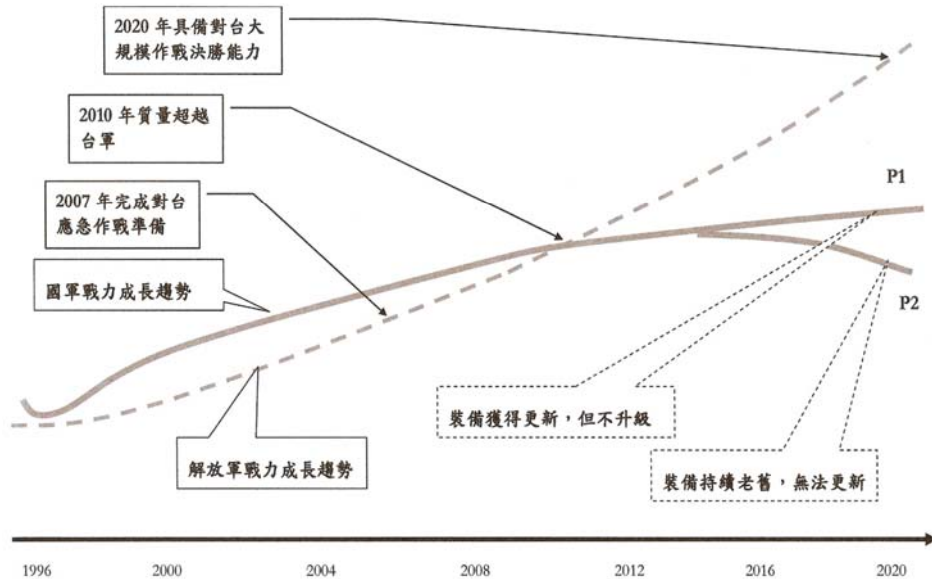 2020 年具備對台大
規模作戰決勝能力
2010 年質量超越
台軍
P1
2007 年完成對台
應急作戰準備
國軍戰力成長趨勢
P2
裝備獲得更新，但不升級
解放軍戰力成長趨勢
裝備持續老舊，無法更新
1996
2000
2004
2008
2012
2016
2020